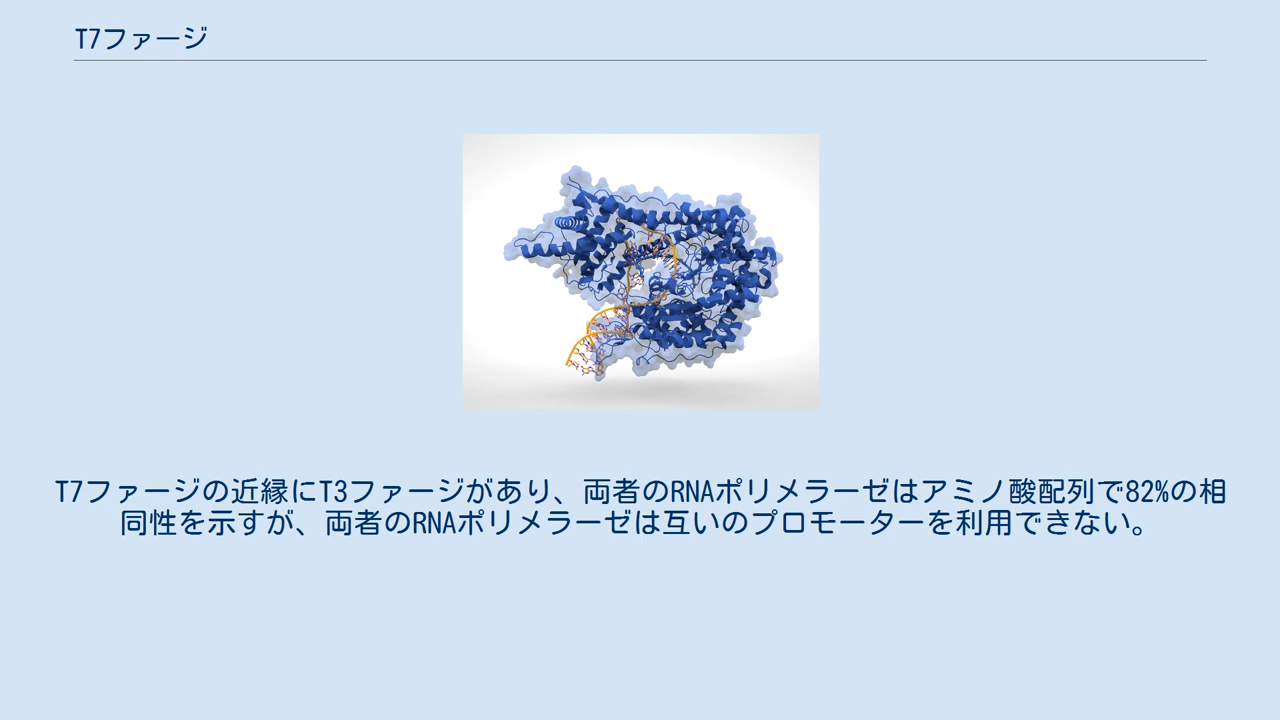 T7ファージ
T7ファージの近縁にT3ファージがあり、両者のRNAポリメラーゼはアミノ酸配列で82%の相
同性を示すが、両者のRNAポリメラーゼは互いのプロモーターを利用できない。